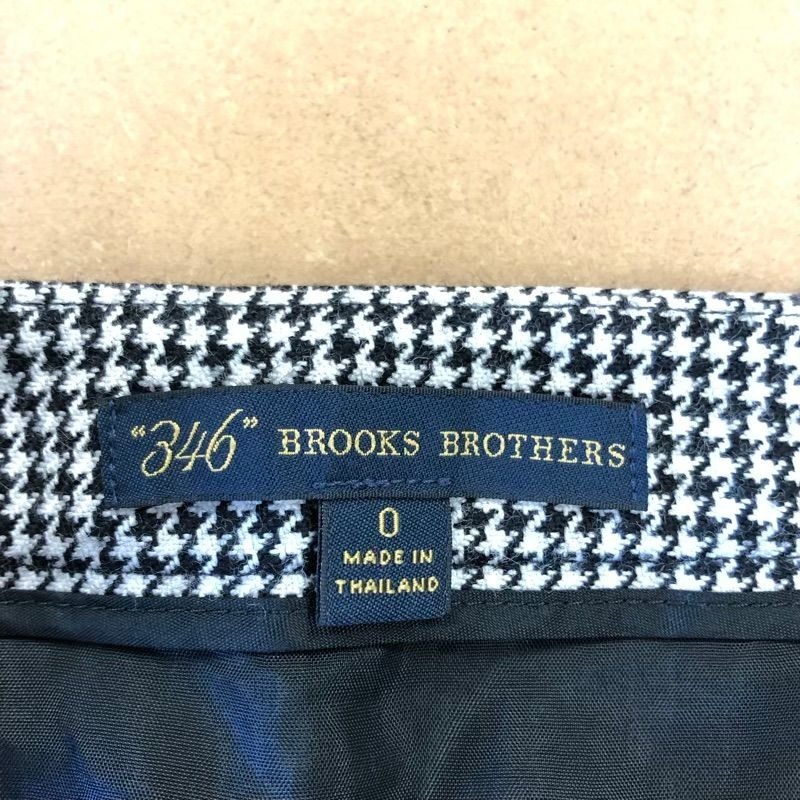 "346" BROOKS BROTHERS
0
MADE IN
THAILAND